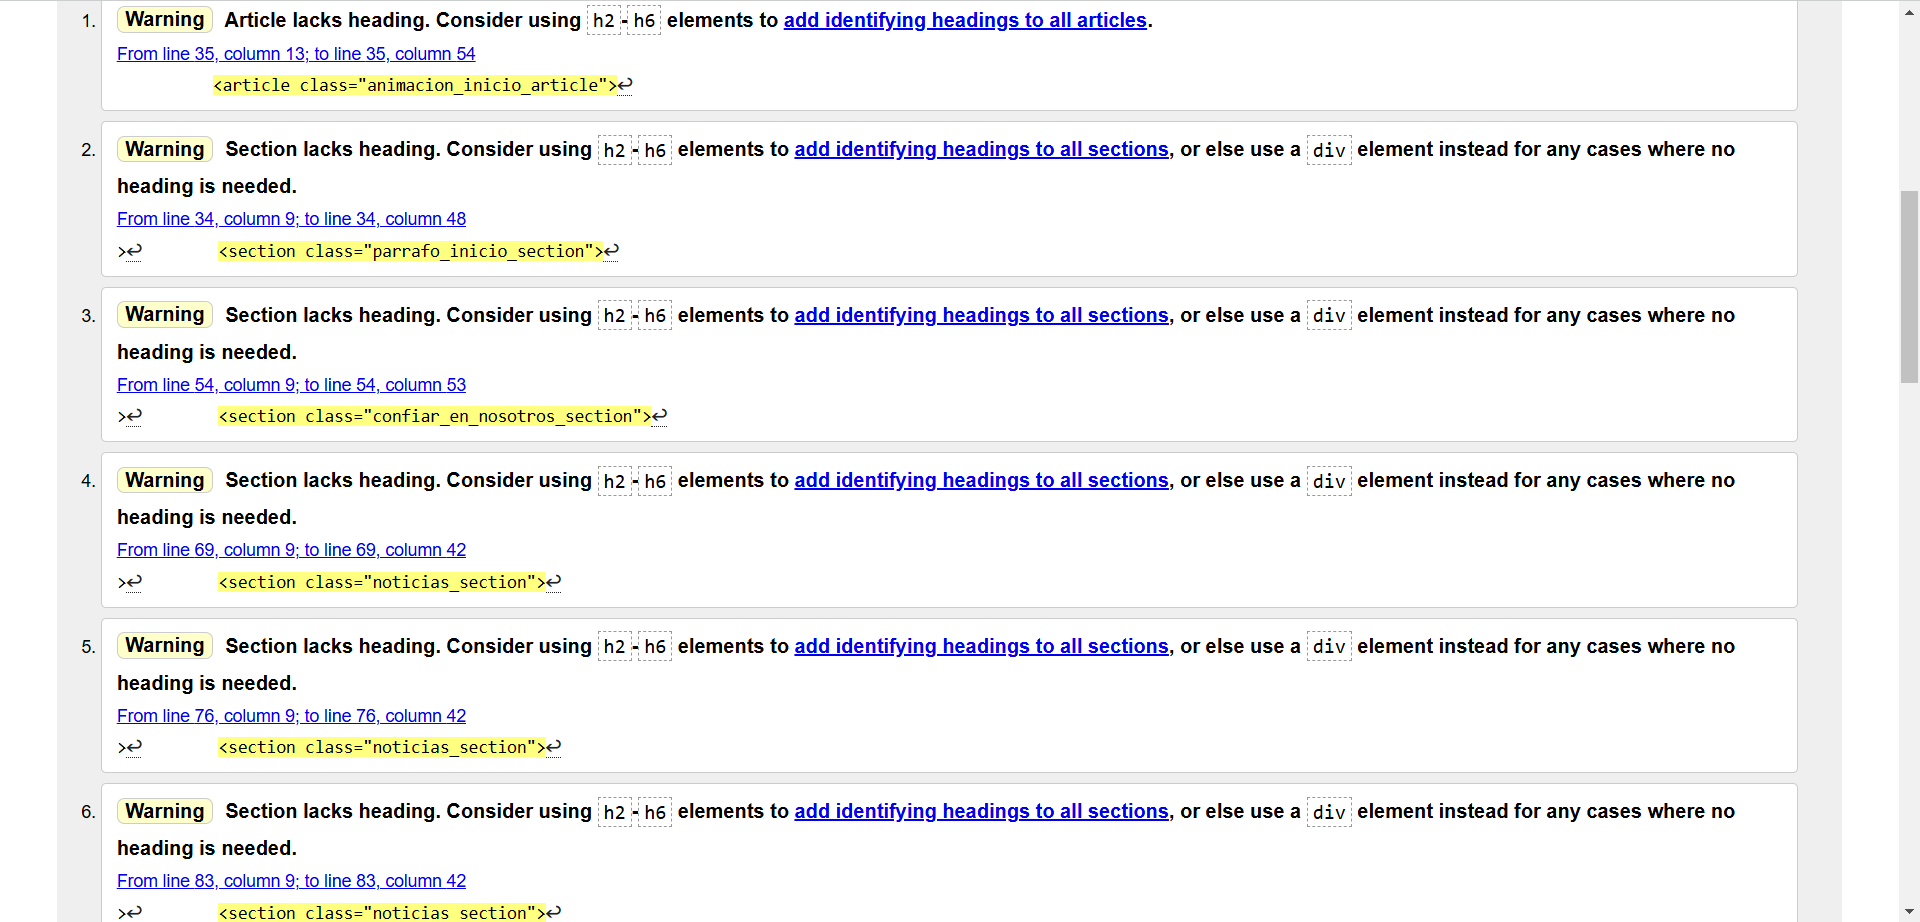 1. Warning Article lacks heading. Consider using h2-h6 elements to add identifying headings to all articles.
From line 35, column 13; to line 35, column 54
<article class="animacion_inicio_article">↩
2. Warning Section lacks heading. Consider using h2-h6 elements to add identifying headings to all sections, or else use a div element instead for any cases where no
heading is needed.
From line 34, column 9; to line 34, column 48
>↩ <section class="parrafo_inicio_section">↩
3. Warning Section lacks heading. Consider using h2-h6 elements to add identifying headings to all sections, or else use a div element instead for any cases where no
heading is needed.
From line 54, column 9; to line 54, column 53
>↩ <section class="confiar_en_nosotros_section">↩
4. Warning Section lacks heading. Consider using h2-h6 elements to add identifying headings to all sections, or else use a div element instead for any cases where no
heading is needed.
From line 69, column 9; to line 69, column 42
>↩ <section class="noticias_section">↩
5. Warning Section lacks heading. Consider using h2-h6 elements to add identifying headings to all sections, or else use a div element instead for any cases where no
heading is needed.
From line 76, column 9; to line 76, column 42
>↩ <section class="noticias_section">↩
6. Warning Section lacks heading. Consider using h2-h6 elements to add identifying headings to all sections, or else use a div element instead for any cases where no
heading is needed.
From line 83, column 9; to line 83, column 42
>↩ <section class="noticias section">↩